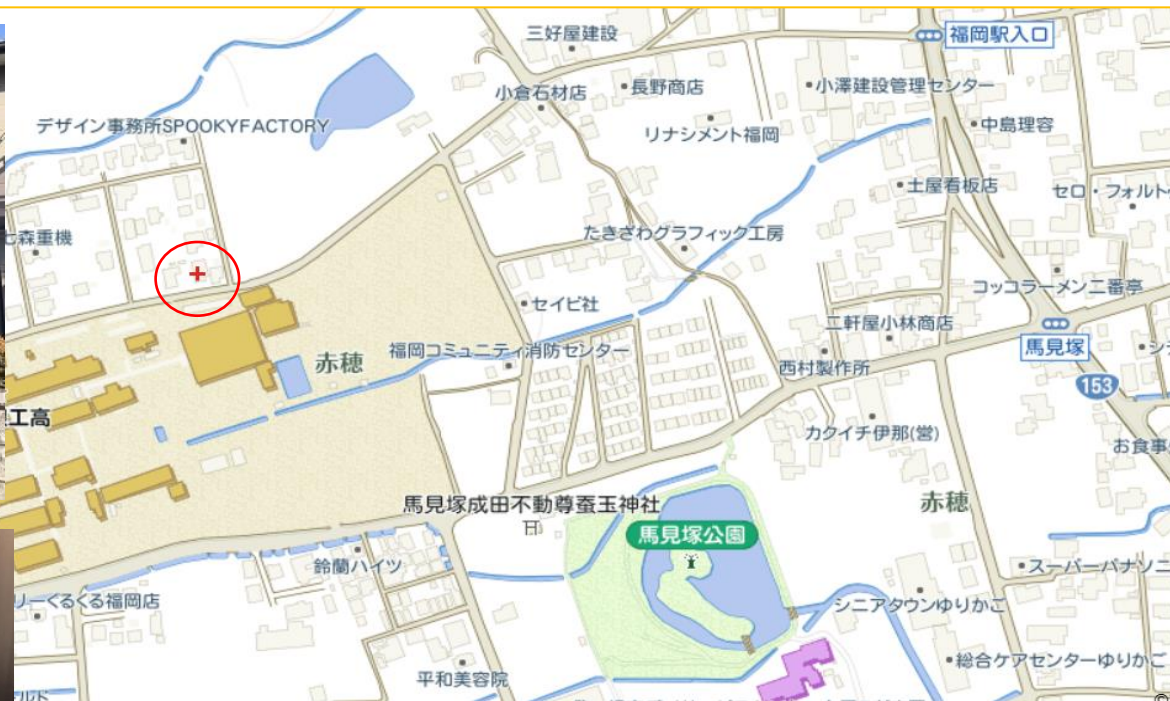 三好屋建設
福岡駅入口
小倉石材店
長野商店
小澤建設管理センター
デザイン事務所SPOOKYFACTORY
リナシメント福岡
中島理容
土屋看板店
セロ・フォルト
七森重機
たきざわグラフィック工房
コッコラーメン二番亭
セイビ社
二軒屋小林商店
馬見塚
赤穂
福岡コミュニティ消防センター
西村製作所
153
工高
カクイチ伊那(営)
お食事
馬見塚成田不動尊蚕玉神社
赤穂
馬見塚公園
鈴蘭ハイツ
スーパーパナソニ
リーくるくる福岡店
シニアタウンゆりかご
総合ケアセンターゆりかご
平和美容院
©